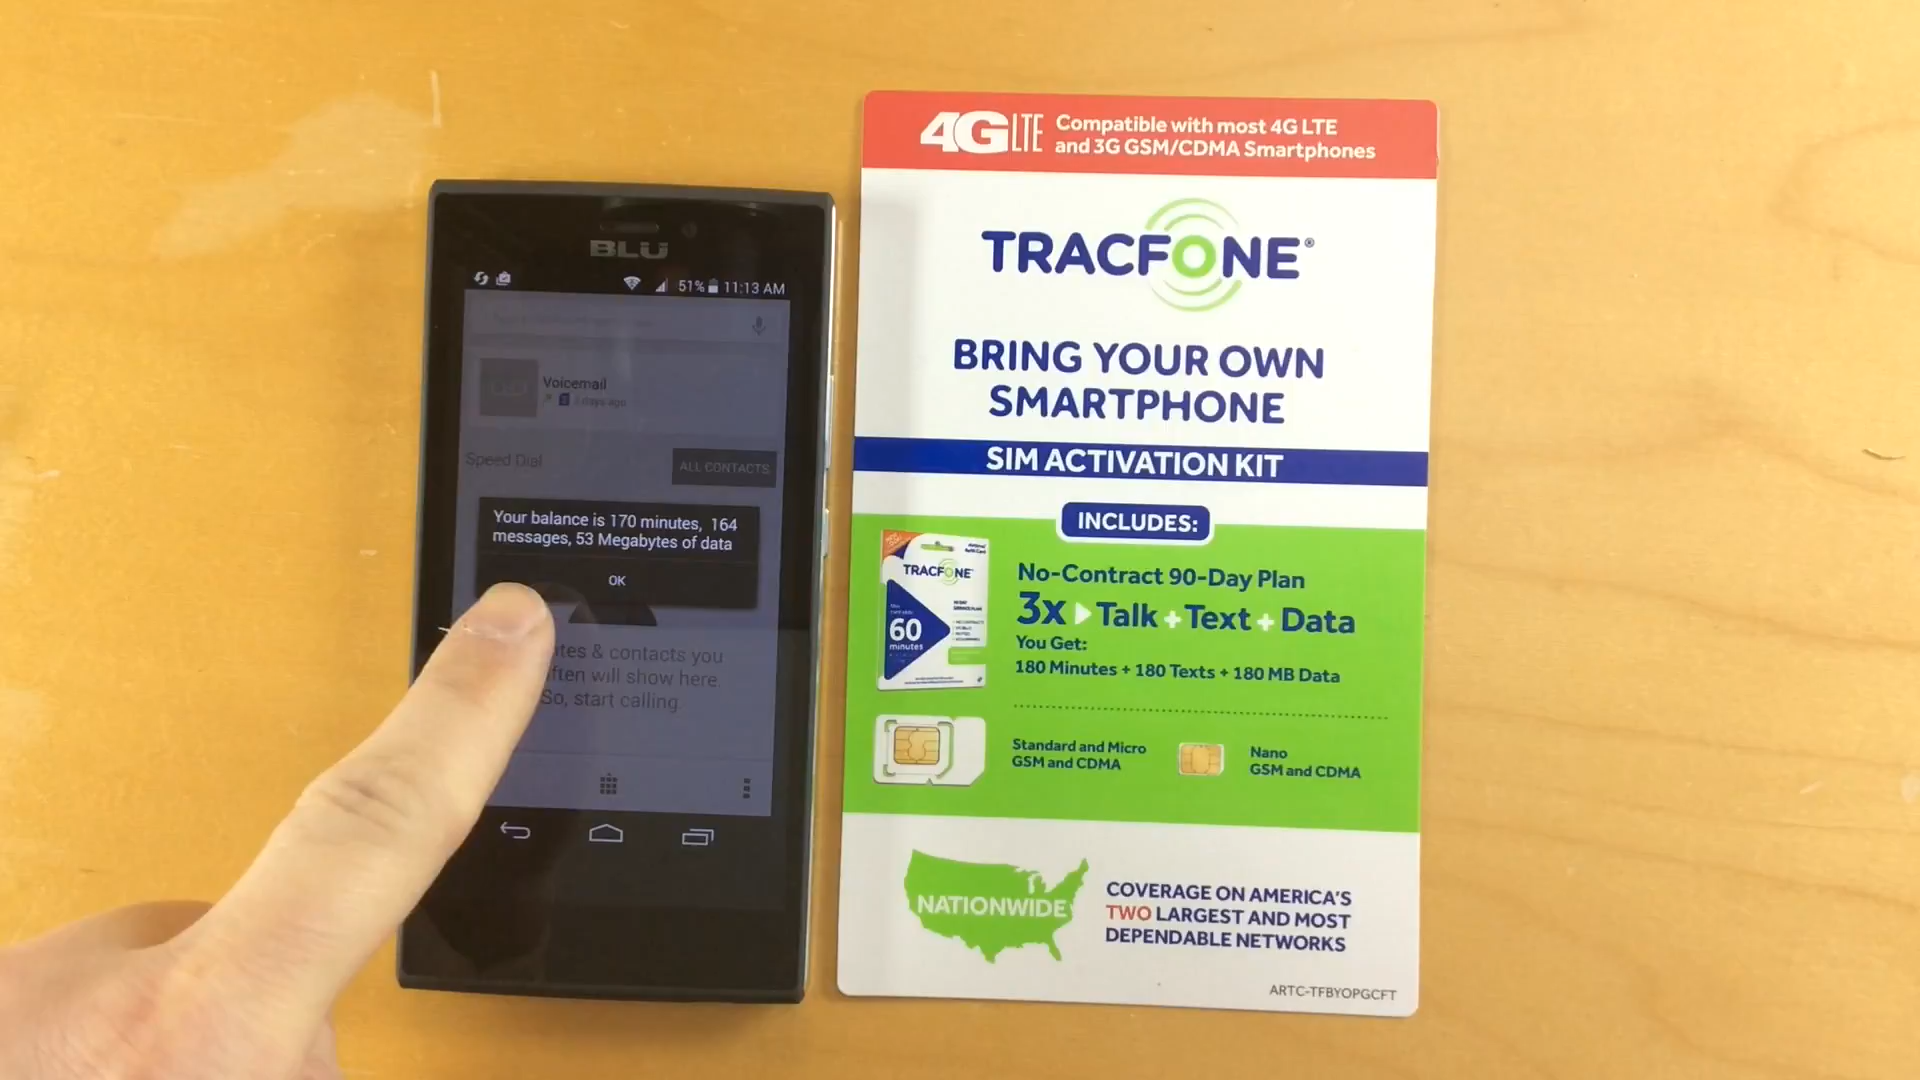 BLU
51% 11:13 AM
Voicemail
days ago
Speed Dial
ALL CONTACTS
Your balance is 170 minutes, 164
messages, 53 Megabytes of data
OK
& contacts you
often will show here.
So, start calling.
4G LTE
Compatible with most 4G LTE
and 3G GSM/CDMA Smartphones
TRACFONE®
BRING YOUR OWN
SMARTPHONE
SIM ACTIVATION KIT
INCLUDES:
TRACFONE
60
minutes
No-Contract 90-Day Plan
3x Talk + Text + Data
You Get:
180 Minutes + 180 Texts + 180 MB Data
Standard and Micro
GSM and CDMA
Nano
GSM and CDMA
NATIONWIDE
COVERAGE ON AMERICA'S
TWO LARGEST AND MOST
DEPENDABLE NETWORKS
ARTC-TFBYOPGCFT